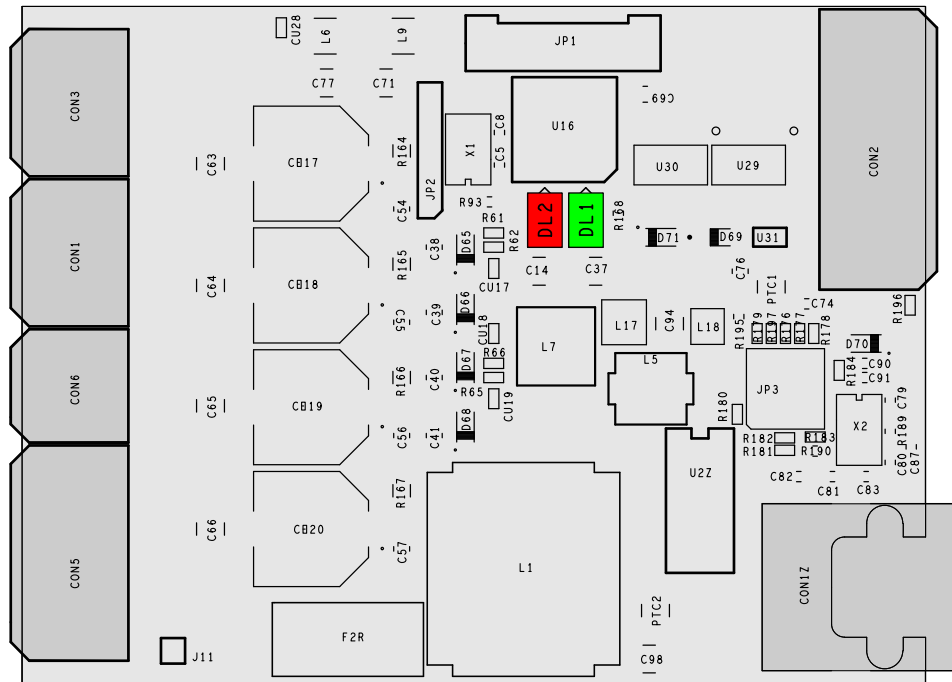 CU28
L6
L9
JP1
CON3
C77
C71
C69
CON2
C8
U16
R164
X1
C5
C63
CB17
U30
U29
JP2
R93
C54
R61
DL2
DL1
R168
CON1
R62
D65
C38
D71
D69
U31
R165
C14
C37
C76
CB18
CU17
C64
PTC1
R196
D66
C74
C39
C55
CU18
L17
C94
L18
R195
R179
R197
R176
R177
R178
L7
D70
R66
D67
L5
R184
C90
C91
CON6
R166
C40
R65
JP3
CU19
R180
C79
C65
CB19
D68
X2
R189
C56
C41
R182
R183
R181
R190
C80
C87
U2Z
C82
C81
C83
R167
C66
CB20
C57
CON5
L1
CON1Z
PTC2
F2R
J11
C98